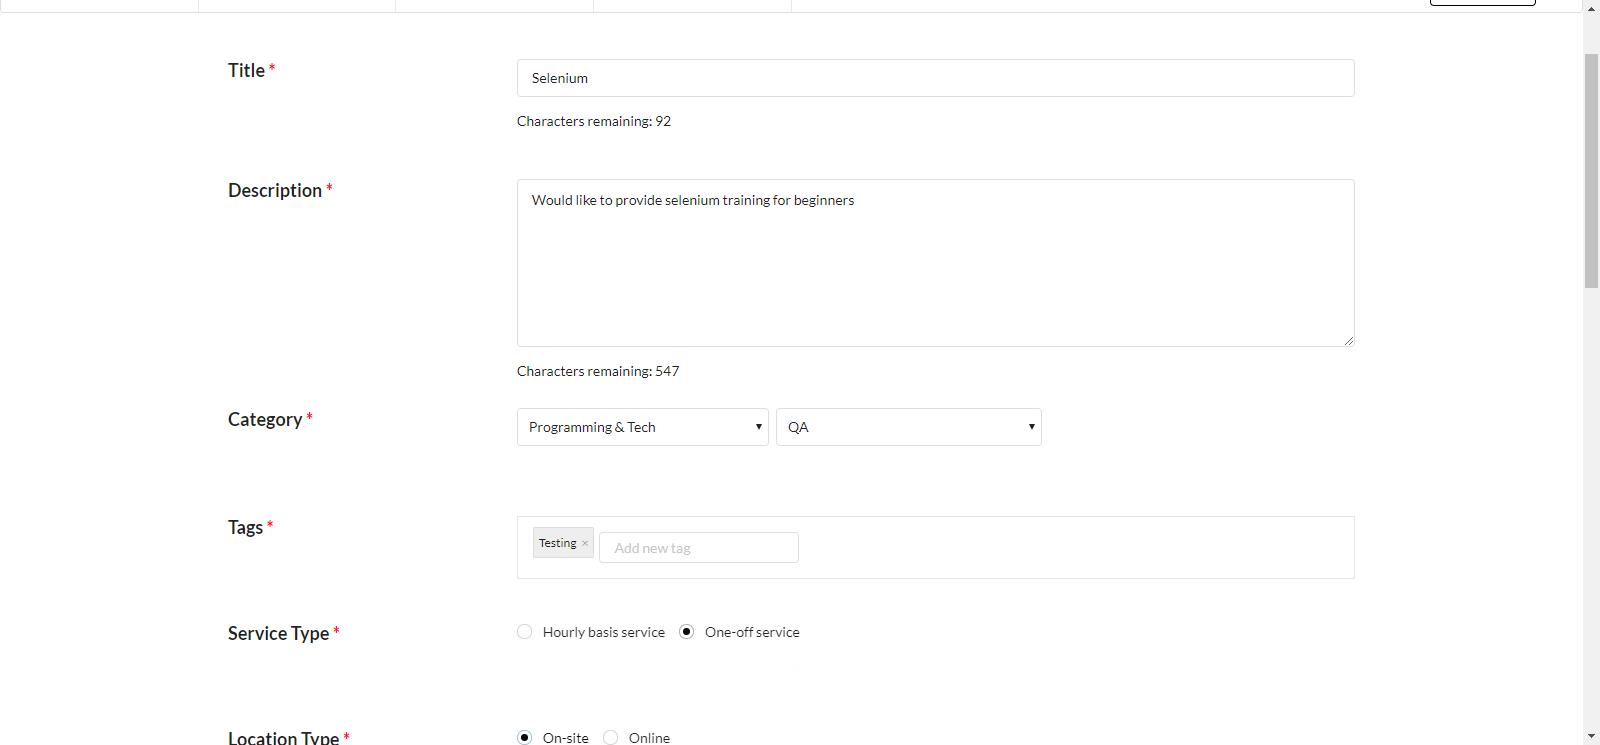 Title *
Selenium
Characters remaining: 92
Description *
Would like to provide selenium training for beginners
Characters remaining: 547
Category *
Programming & Tech
QA
Tags *
Testing ×
Add new tag
Service Type *
Hourly basis service
One-off service
Location Type *
On-site
Online